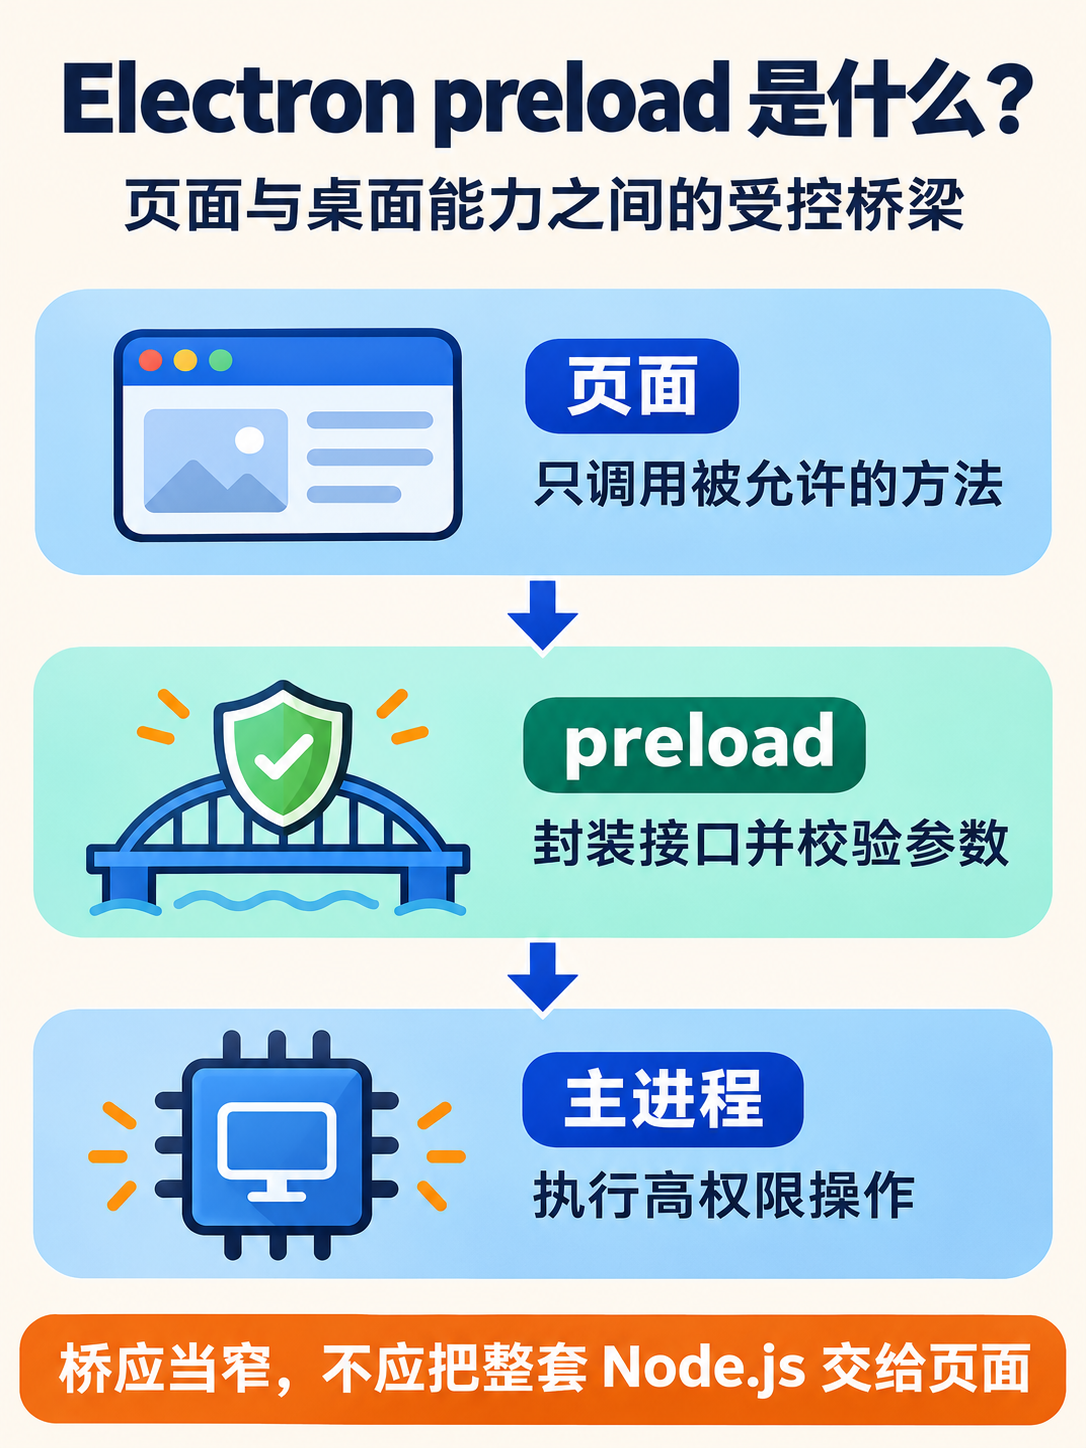 Electron preload 是什么？
页面与桌面能力之间的受控桥梁
页面
只调用被允许的方法
preload
封装接口并校验参数
主进程
执行高权限操作
桥应当窄，不应把整套 Node.js 交给页面